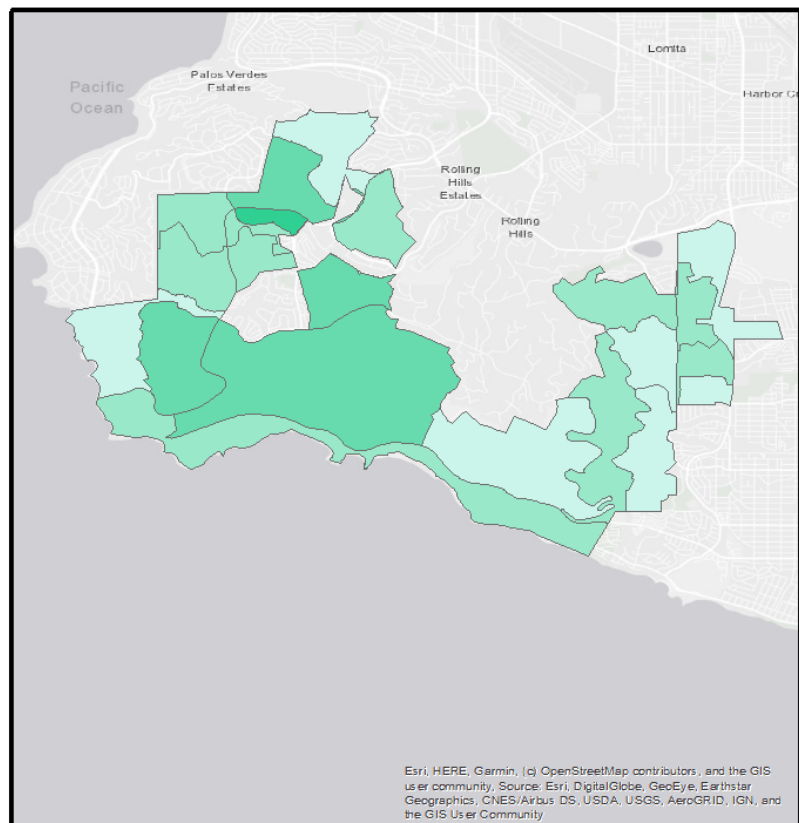 Lomita
Palos Verdes
Estates
Pacific
Ocean
Rolling
Hills
Estates
Rolling
Hills
Esri, HERE, Garmin, (c) OpenStreetMap contributors, and the GIS
user community, Source: Esri, DigitalGlobe, GeoEye, Earthstar
Geographics, CNES/Airbus DS, USDA, USGS, AeroGRID, IGN, and
the GIS User Community